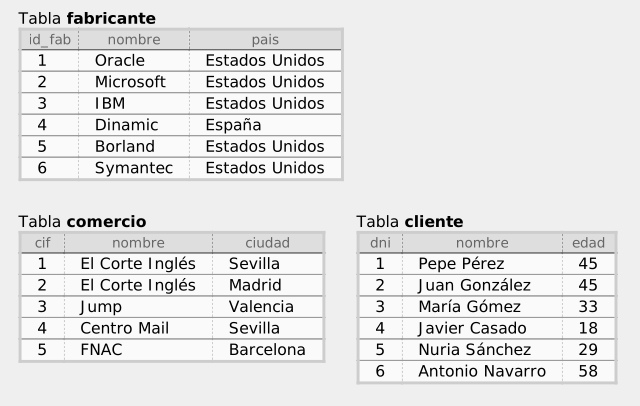 Tabla fabricante
id_fab nombre pais
1 Oracle Estados Unidos
2 Microsoft Estados Unidos
3 IBM Estados Unidos
4 Dinamic España
5 Borland Estados Unidos
6 Symantec Estados Unidos
Tabla comercio
cif nombre ciudad
1 El Corte Inglés Sevilla
2 El Corte Inglés Madrid
3 Jump Valencia
4 Centro Mail Sevilla
5 FNAC Barcelona
Tabla cliente
dni nombre edad
1 Pepe Pérez 45
2 Juan González 45
3 María Gómez 33
4 Javier Casado 18
5 Nuria Sánchez 29
6 Antonio Navarro 58